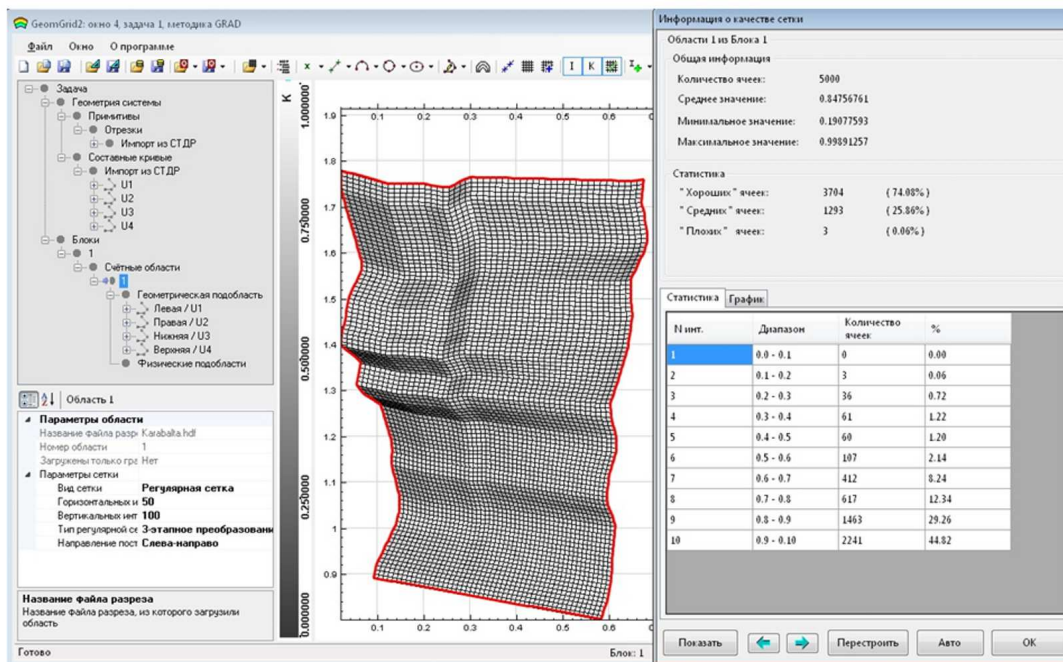 GeomGrid2: окно 4, задача 1, методика GRAD
Файл Окно О программе
I K
Задача
Геометрия системы
Примитивы
Отрезки
Импорт из СТДР
Составные кривые
Импорт из СТДР
U1
U2
U3
U4
Блоки
1
Счётные области
1
Геометрическая подобласть
Левая / U1
Правая / U2
Нижняя / U3
Верхняя / U4
Физические подобласти
Область 1
Параметры области
Название файла разре Karabalta.hdf
Номер области 1
Загружены только гра Нет
Параметры сетки
Вид сетки Регулярная сетка
Горизонтальных и 50
Вертикальных инт 100
Тип регулярной се 3-этапное преобразовани
Направление пост Слева-направо
Название файла разреза
Название файла разреза, из которого загрузили
область
Готово
Блок: 1
K
1.000000
0.750000
0.500000
0.250000
0.000000
0.1 0.2 0.3 0.4 0.5 0.6
1.9
1.8
1.7
1.6
1.5
1.4
1.3
1.2
1.1
1
0.9
0.1 0.2 0.3 0.4 0.5 0.6
Информация о качестве сетки
Области 1 из Блока 1
Общая информация
Количество ячеек: 5000
Среднее значение: 0.84756761
Минимальное значение: 0.19077593
Максимальное значение: 0.99891257
Статистика
"Хороших" ячеек: 3704 (74.08%)
"Средних" ячеек: 1293 (25.86%)
"Плохих" ячеек: 3 (0.06%)
Статистика График
N инт. Диапазон Количество ячеек %
1 0.0 - 0.1 0 0.00
2 0.1 - 0.2 3 0.06
3 0.2 - 0.3 36 0.72
4 0.3 - 0.4 61 1.22
5 0.4 - 0.5 60 1.20
6 0.5 - 0.6 107 2.14
7 0.6 - 0.7 412 8.24
8 0.7 - 0.8 617 12.34
9 0.8 - 0.9 1463 29.26
10 0.9 - 0.10 2241 44.82
Показать Перестроить Авто OK